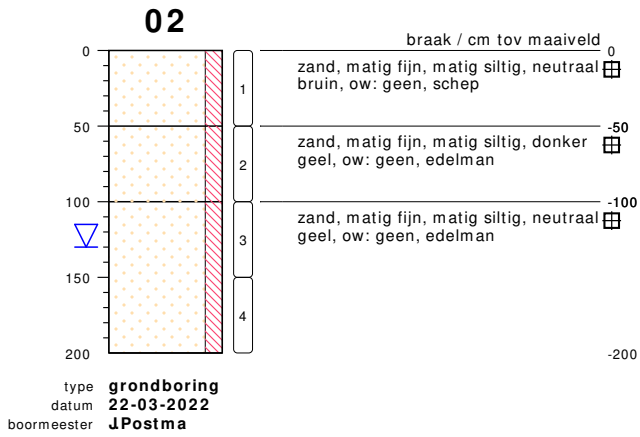 02
braak / cm tov maaiveld
0
0
zand, matig fijn, matig siltig, neutraal
bruin, ow: geen, schep
1
50
-50
zand, matig fijn, matig siltig, donker
geel, ow: geen, edelman
2
100
-100
zand, matig fijn, matig siltig, neutraal
geel, ow: geen, edelman
3
150
4
200
-200
type grondboring
datum 22-03-2022
boormeester J.Postma